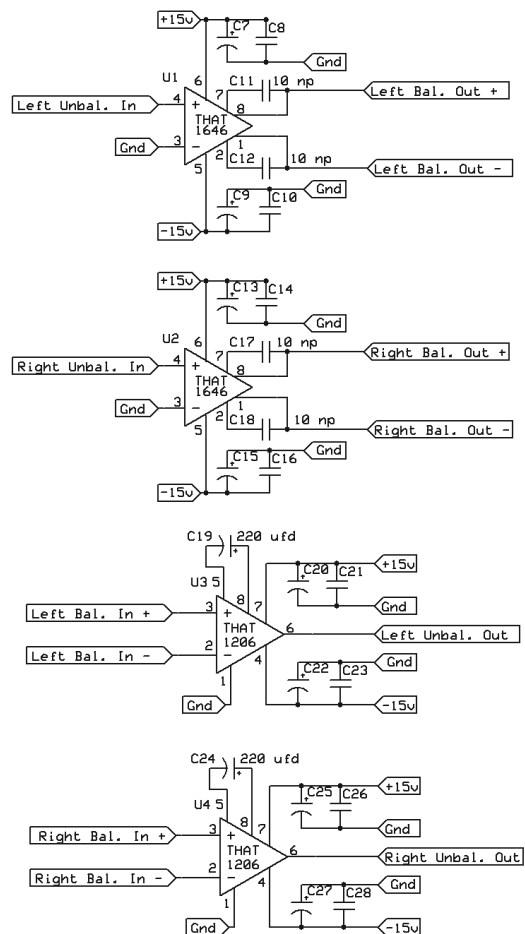 +15v
C7 C8
Gnd
U1
6
C11 10 np
Left Bal. Out +
7
Left Unbal. In
4
+
8
THAT
1646
Gnd
3
−
1
2
5
C12 10 np
Left Bal. Out -
Gnd
C9 C10
-15v
+15v
C13 C14
Gnd
U2
6
C17 10 np
Right Bal. Out +
7
Right Unbal. In
4
+
8
THAT
1646
Gnd
3
−
1
2
5
C18 10 np
Right Bal. Out -
Gnd
C15 C16
-15v
C19 220 ufd
+15v
C20 C21
U3 5
8
7
Gnd
Left Bal. In +
3
+
THAT
1206
6
Left Unbal. Out
Left Bal. In -
2
−
4
Gnd
1
C22 C23
Gnd
-15v
C24 220 ufd
+15v
C25 C26
U4 5
8
7
Gnd
Right Bal. In +
3
+
THAT
1206
6
Right Unbal. Out
Right Bal. In -
2
−
4
Gnd
1
C27 C28
Gnd
-15v